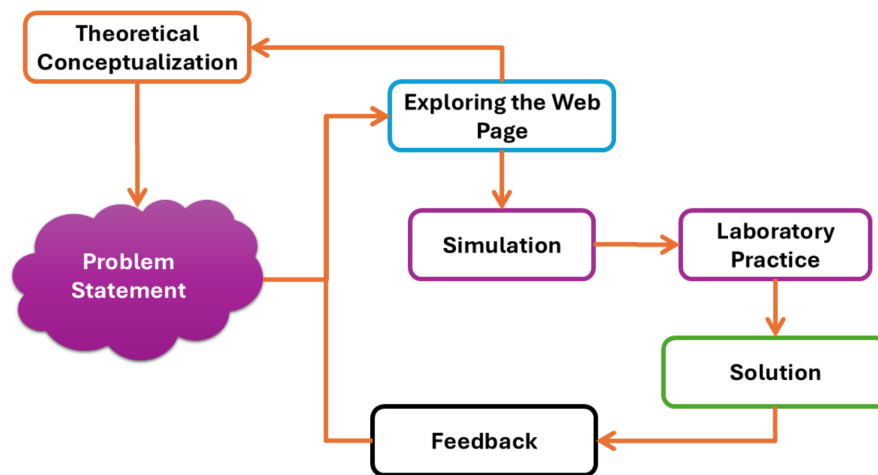 Theoretical
Conceptualization
Exploring the Web
Page
Simulation
Laboratory
Practice
Problem
Statement
Solution
Feedback